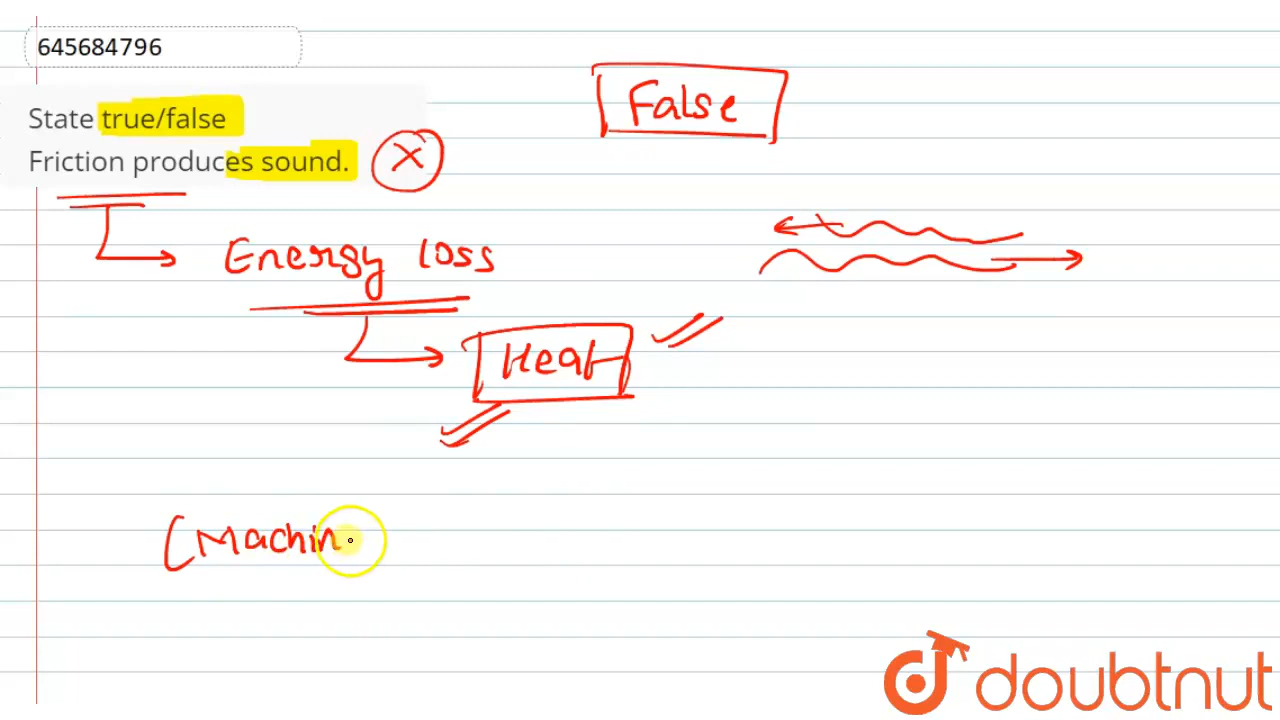 645684796
State true/false
Friction produces sound.
X
False
Energy loss
Heat
(Machin
doubtnut